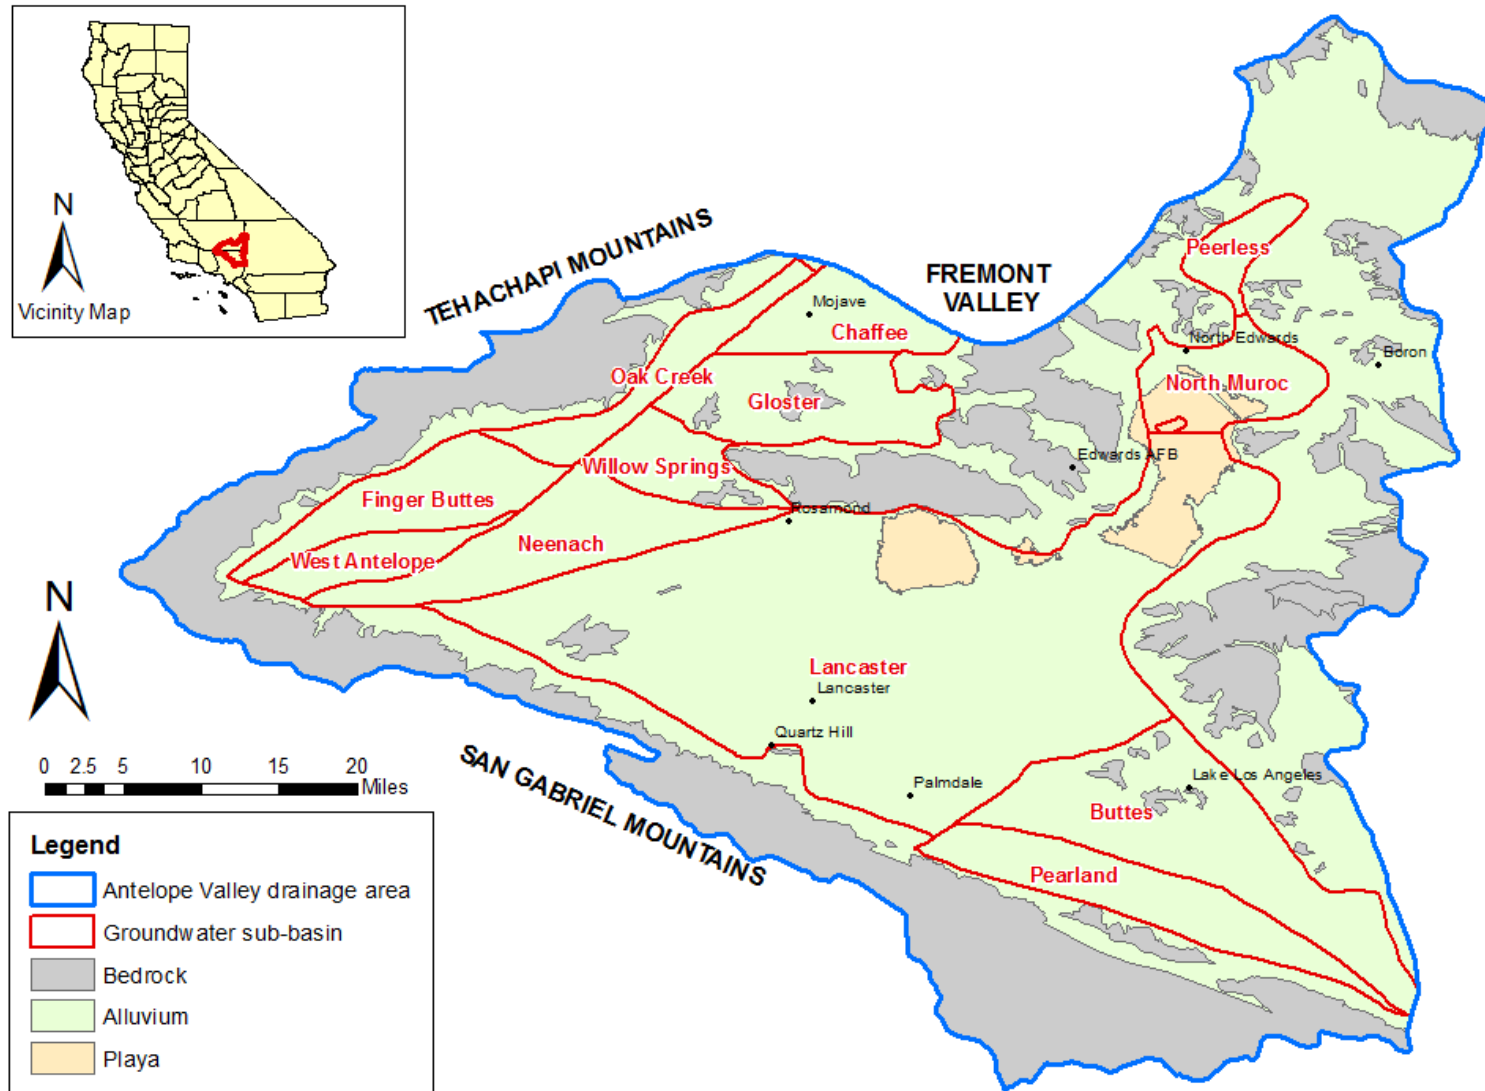 N
Vicinity Map
TEHACHAPI MOUNTAINS
FREMONT
VALLEY
Peerless
Mojave
Chaffee
North Edwards
Boron
Oak Creek
North Muroc
Gloster
Edwards AFB
Willow Springs
Finger Buttes
Rosamond
Neenach
West Antelope
N
Lancaster
Lancaster
Quartz Hill
0 2.5 5 10 15 20
Miles
SAN GABRIEL MOUNTAINS
Palmdale
Lake Los Angeles
Buttes
Pearland
Legend
Antelope Valley drainage area
Groundwater sub-basin
Bedrock
Alluvium
Playa